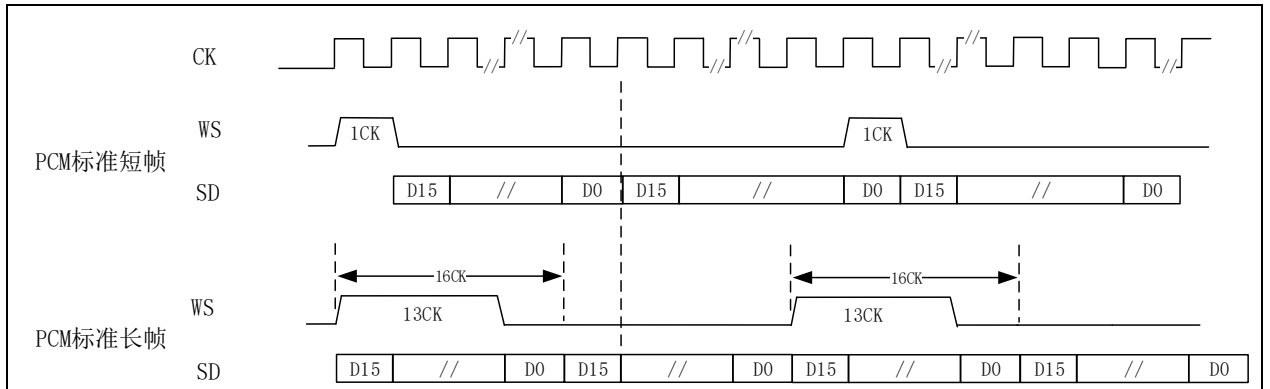 CK
// // // // // // //
WS 1CK 1CK
PCM标准短帧
SD D15 // D0 D15 // D0 D15 // D0
16CK 16CK
WS 13CK 13CK
PCM标准长帧
SD D15 // D0 D15 // D0 D15 // D0 D15 // D0